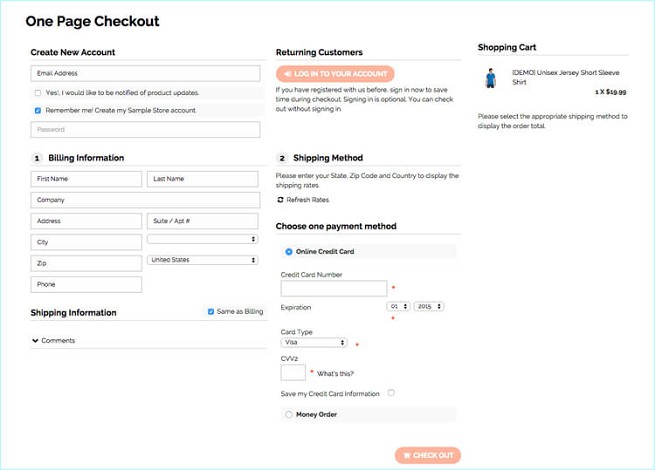 One Page Checkout
Create New Account
Email Address
Yes!, I would like to be notified of product updates.
Remember me! Create my Sample Store account.
Password
1 Billing Information
First Name
Last Name
Company
Address
Suite / Apt #
City
Zip
United States
Phone
Shipping Information
Same as Billing
Comments
Returning Customers
LOG IN TO YOUR ACCOUNT
If you have registered with us before, sign in now to save
time during checkout. Signing in is optional. You can check
out without signing in.
2 Shipping Method
Please enter your State, Zip Code and Country to display the
shipping rates.
Refresh Rates
Choose one payment method
Online Credit Card
Credit Card Number
*
Expiration
01
2015
*
Card Type
Visa
*
CVV2
* What's this?
Save my Credit Card Information
Money Order
CHECK OUT
Shopping Cart
[DEMO] Unisex Jersey Short Sleeve
Shirt
1 X $19.99
Please select the appropriate shipping method to
display the order total.